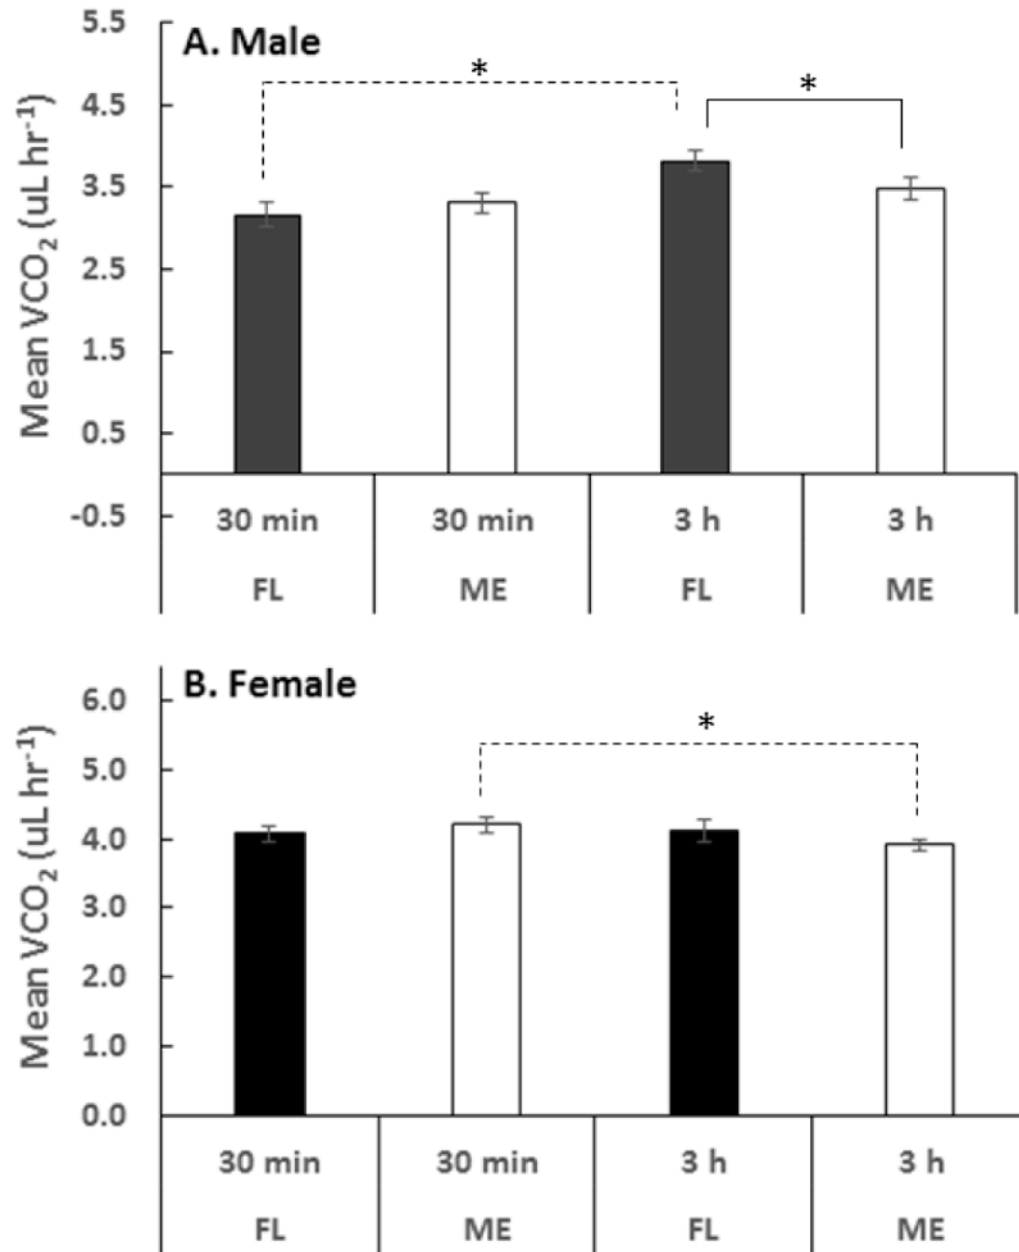 A. Male
Mean VCO₂ (uL hr⁻¹)
5.5
4.5
3.5
2.5
1.5
0.5
-0.5
*
*
30 min 30 min 3 h 3 h
FL ME FL ME
B. Female
Mean VCO₂ (uL hr⁻¹)
6.0
5.0
4.0
3.0
2.0
1.0
0.0
*
30 min 30 min 3 h 3 h
FL ME FL ME